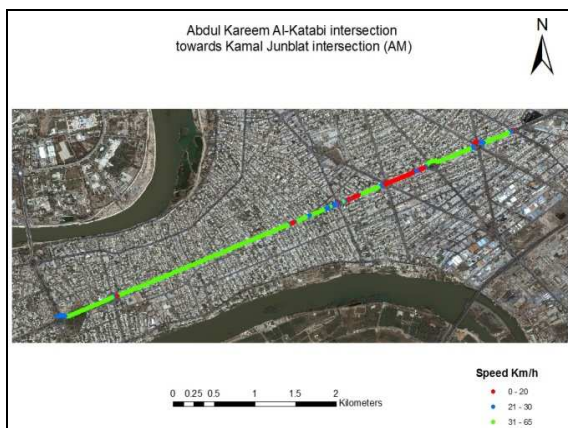 Abdul Kareem Al-Katabi intersection
towards Kamal Junblat intersection (AM)
N
Speed Km/h
0 0.25 0.5 1 1.5 2
Kilometers
0 - 20
21 - 30
31 - 65